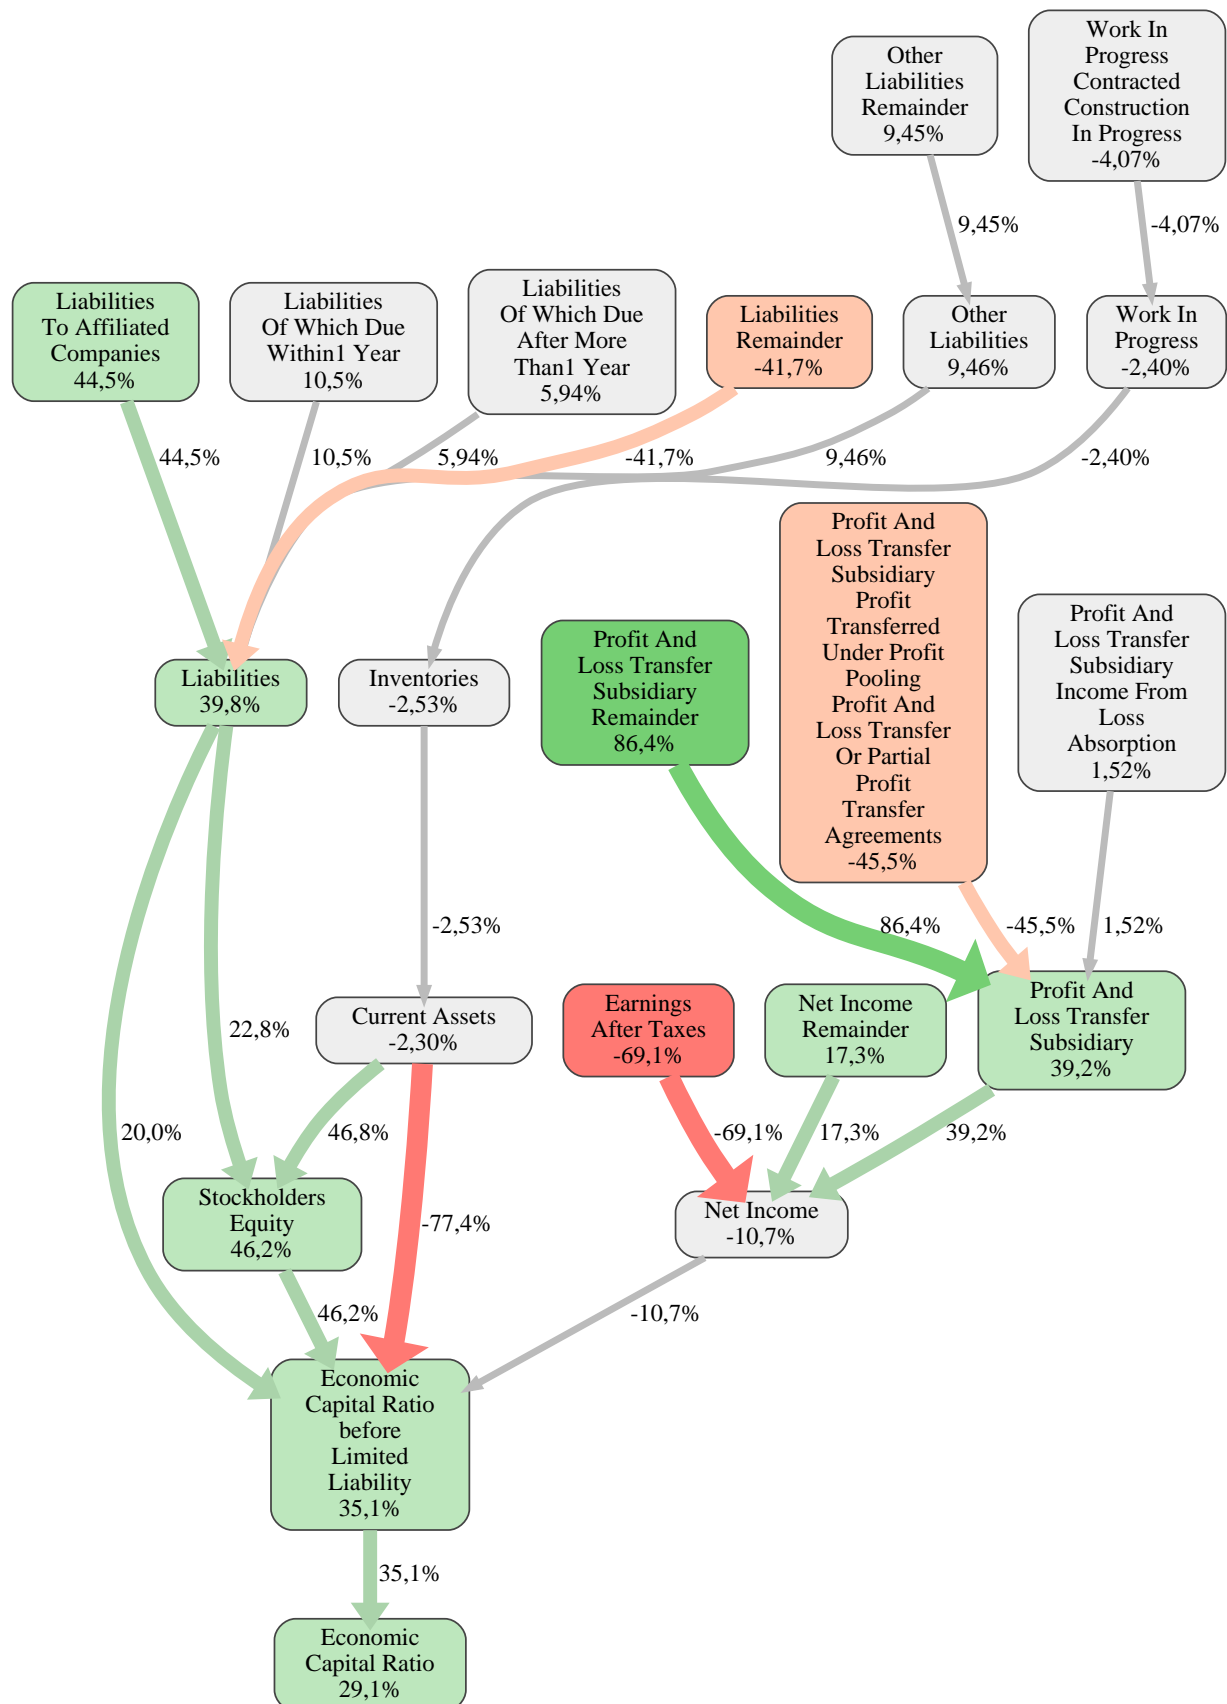 Other
Liabilities
Remainder
9,45%
Work In
Progress
Contracted
Construction
In Progress
-4,07%
9,45%
-4,07%
Liabilities
To Affiliated
Companies
44,5%
Liabilities
Of Which Due
Within1 Year
10,5%
Liabilities
Of Which Due
After More
Than1 Year
5,94%
Liabilities
Remainder
-41,7%
Other
Liabilities
9,46%
Work In
Progress
-2,40%
44,5%
10,5%
5,94%
-41,7%
9,46%
-2,40%
Profit And
Loss Transfer
Subsidiary
Profit
Transferred
Under Profit
Pooling
Profit And
Loss Transfer
Or Partial
Profit
Transfer
Agreements
-45,5%
Profit And
Loss Transfer
Subsidiary
Income From
Loss
Absorption
1,52%
Profit And
Loss Transfer
Subsidiary
Remainder
86,4%
Liabilities
39,8%
Inventories
-2,53%
86,4%
-45,5%
1,52%
-2,53%
22,8%
Current Assets
-2,30%
Earnings
After Taxes
-69,1%
Net Income
Remainder
17,3%
Profit And
Loss Transfer
Subsidiary
39,2%
20,0%
46,8%
-69,1%
17,3%
39,2%
Stockholders
Equity
46,2%
-77,4%
Net Income
-10,7%
46,2%
-10,7%
Economic
Capital Ratio
before
Limited
Liability
35,1%
35,1%
Economic
Capital Ratio
29,1%